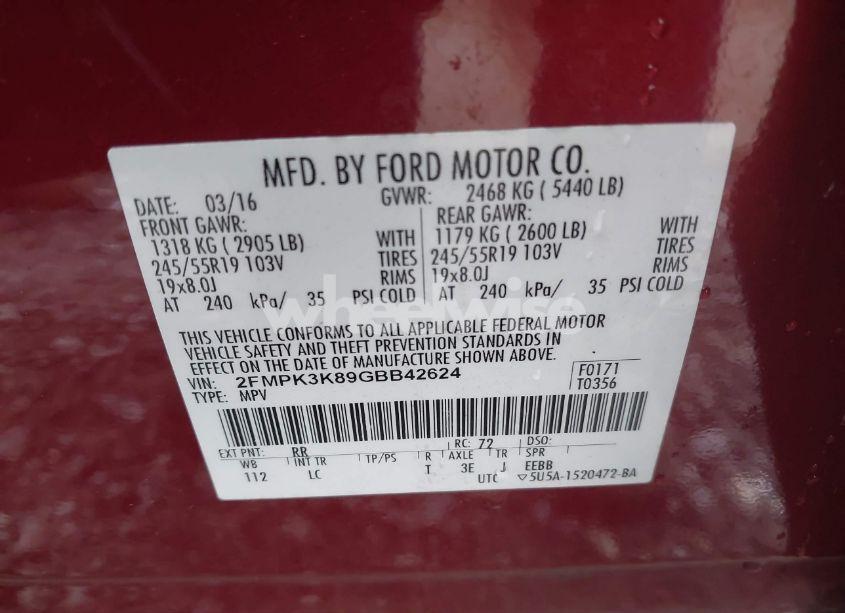 MFD. BY FORD MOTOR CO.
DATE: 03/16 GVWR: 2468 KG ( 5440 LB)
FRONT GAWR: REAR GAWR:
1318 KG ( 2905 LB) WITH 1179 KG ( 2600 LB) WITH
245/55R19 103V TIRES 245/55R19 103V TIRES
19x8.0J RIMS 19x8.0J RIMS
AT 240 kPa/ 35 PSI COLD AT 240 kPa/ 35 PSI COLD
wheelwise
THIS VEHICLE CONFORMS TO ALL APPLICABLE FEDERAL MOTOR
VEHICLE SAFETY AND THEFT PREVENTION STANDARDS IN
EFFECT ON THE DATE OF MANUFACTURE SHOWN ABOVE.
VIN: 2FMPK3K89GBB42624 F0171
TYPE: MPV T0356
EXT PNT: RR RC: 72 DSO:
WB INT TR TP/PS R AXLE TR SPR
112 LC T 3E J EEBB
UTC ▽5U5A-1520472-BA